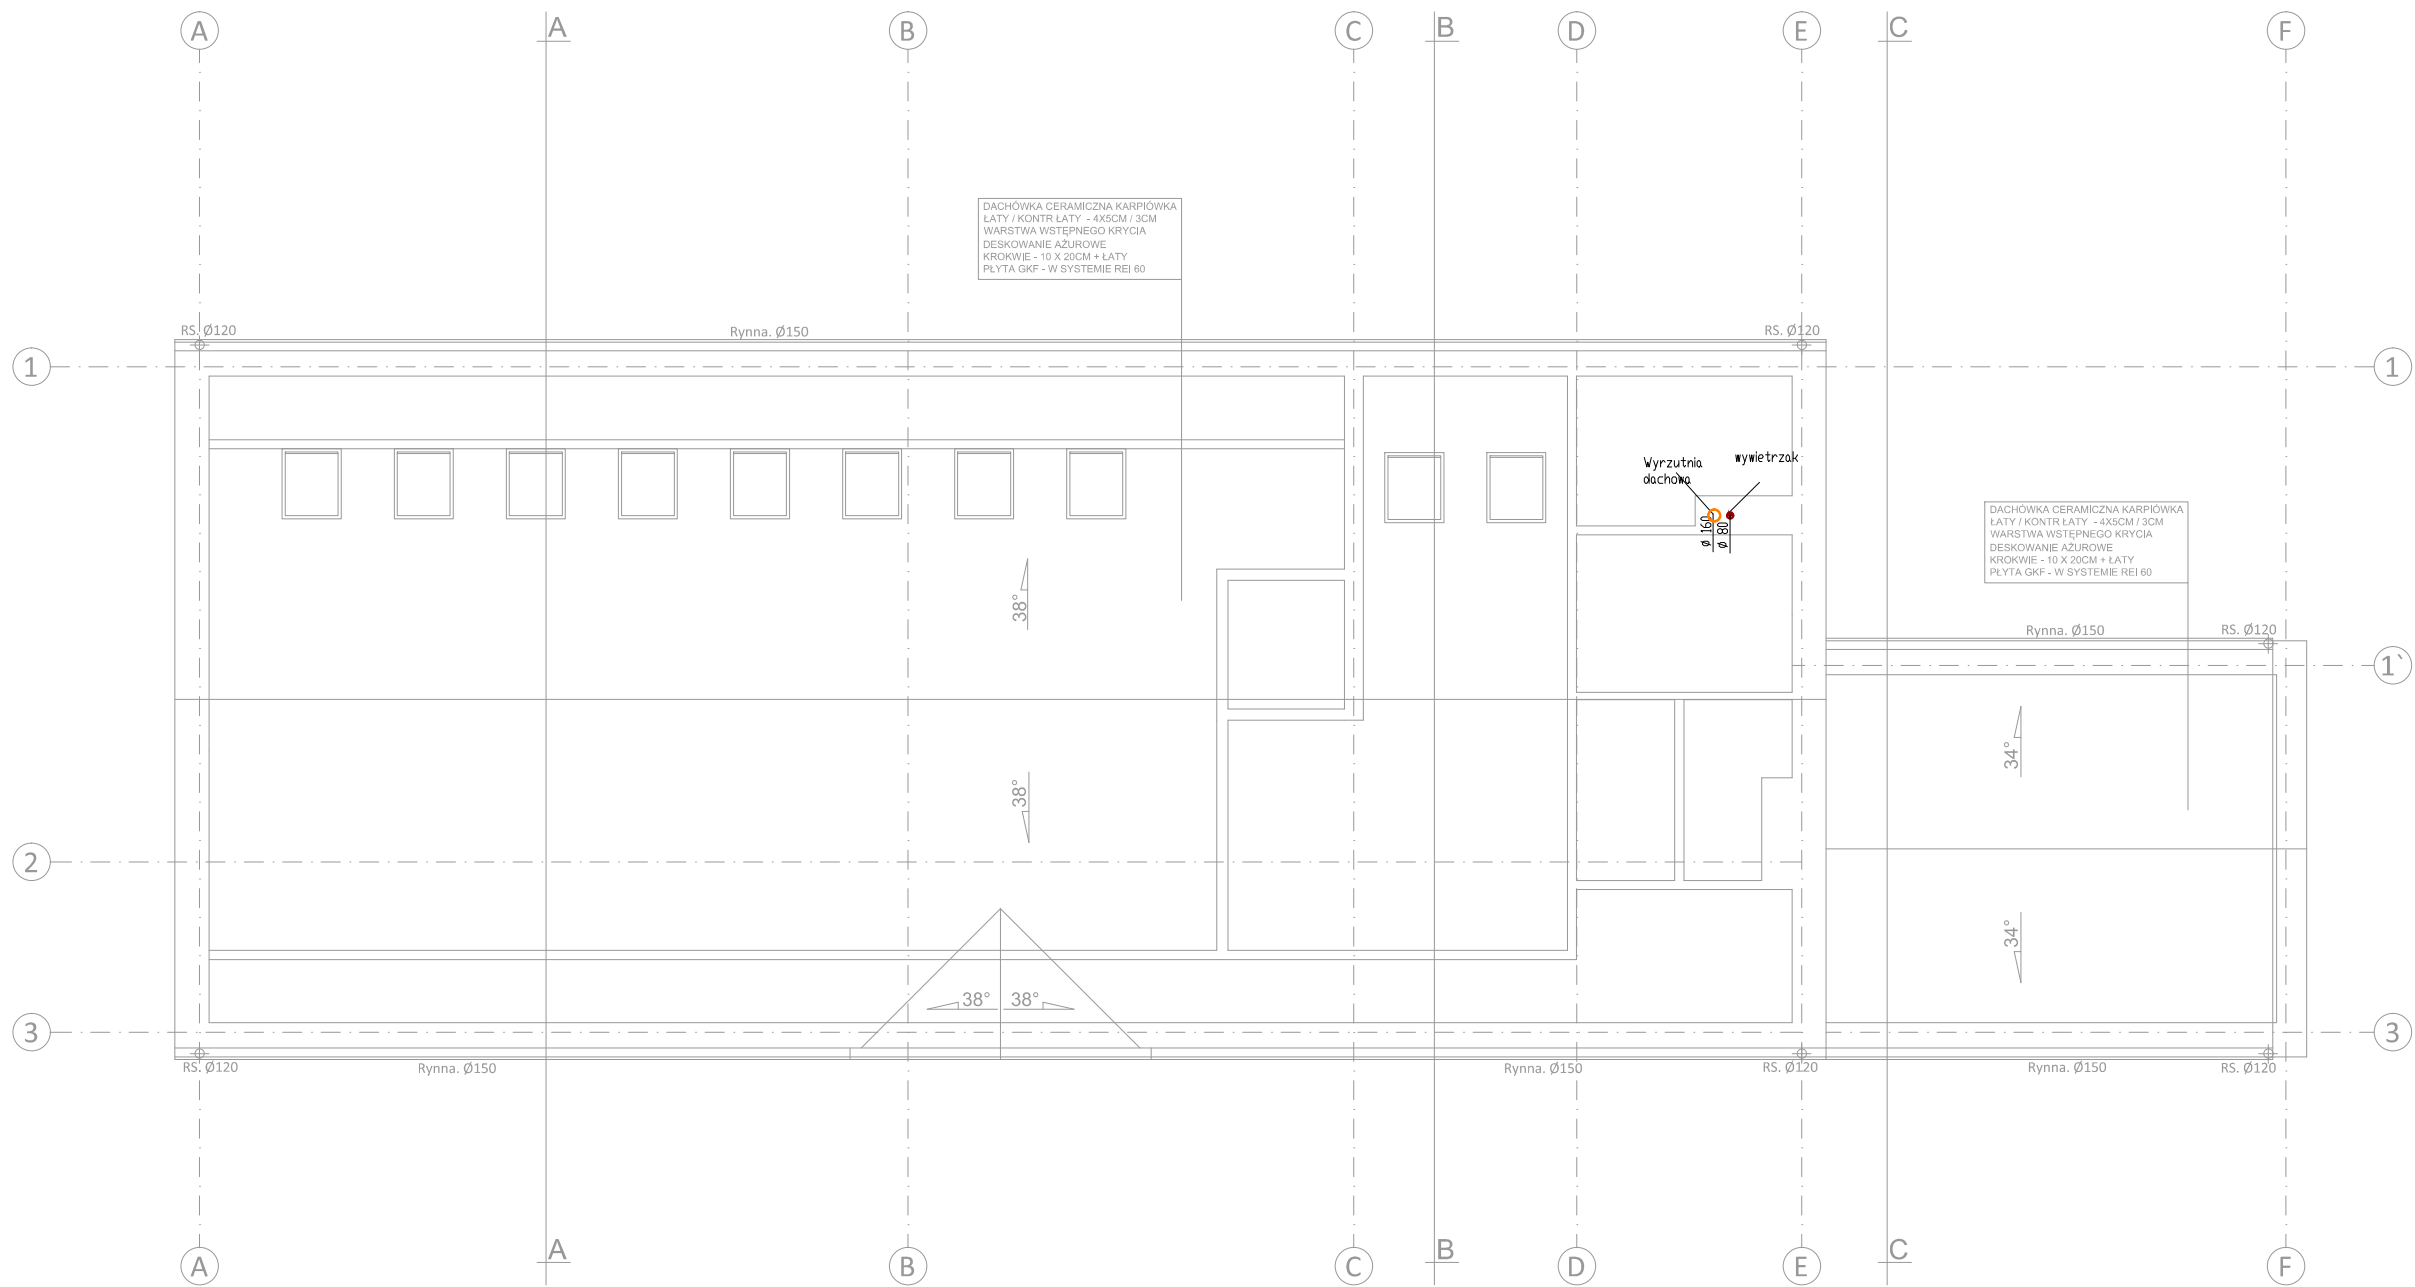 A
A
B
C
B
D
E
C
F
DACHÓWKA CERAMICZNA KARPIÓWKA
ŁATY / KONTR ŁATY - 4X5CM / 3CM
WARSTWA WSTĘPNEGO KRYCIA
DESKOWANIE AŻUROWE
KROKWIE - 10 X 20CM + ŁATY
PŁYTA GKF - W SYSTEMIE REI 60
RS. Ø120
Rynna. Ø150
RS. Ø120
1
1
Wyrzutnia
dachowa
wywietrzak
ø 160
ø 80
DACHÓWKA CERAMICZNA KARPIÓWKA
ŁATY / KONTR ŁATY - 4X5CM / 3CM
WARSTWA WSTĘPNEGO KRYCIA
DESKOWANIE AŻUROWE
KROKWIE - 10 X 20CM + ŁATY
PŁYTA GKF - W SYSTEMIE REI 60
38°
Rynna. Ø150
RS. Ø120
1`
34°
38°
2
34°
38°
38°
3
3
RS. Ø120
Rynna. Ø150
Rynna. Ø150
RS. Ø120
Rynna. Ø150
RS. Ø120
A
A
B
C
B
D
E
C
F